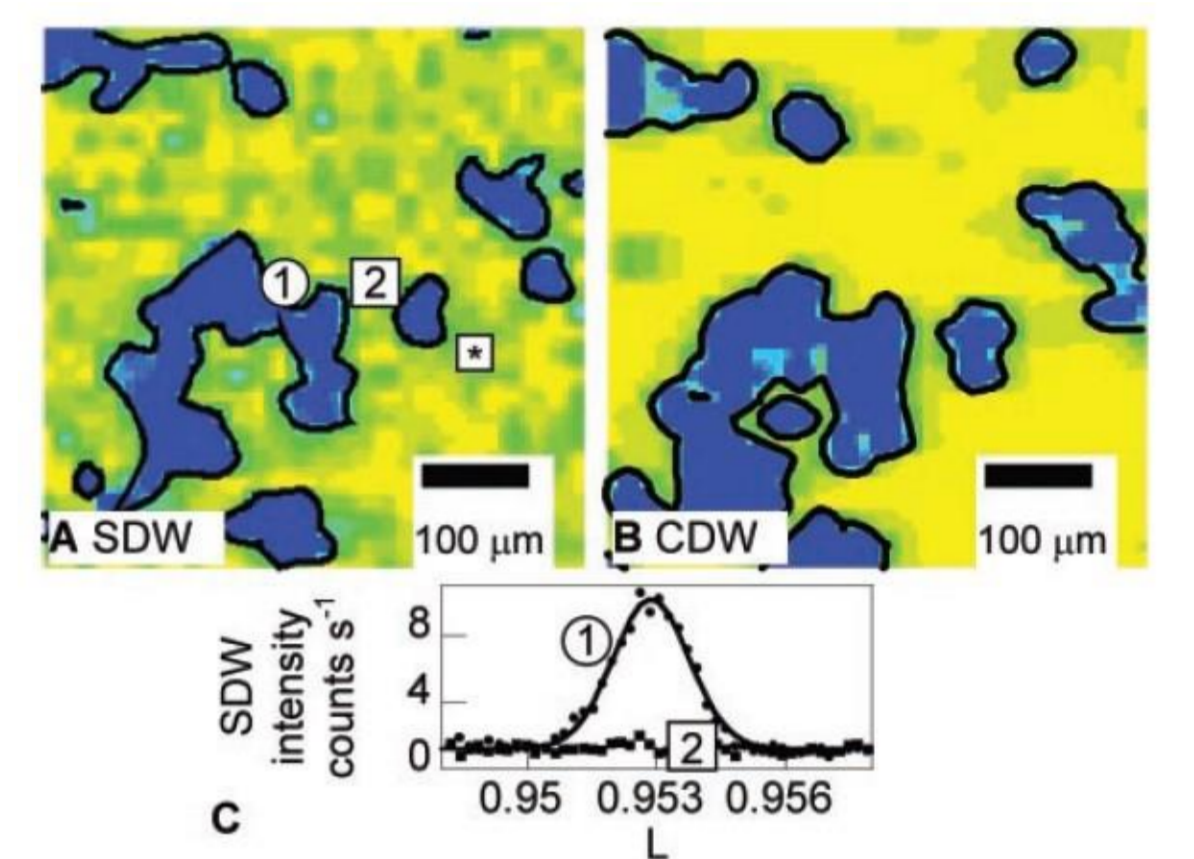 1
2
*
A SDW
100 μm
B CDW
100 μm
SDW
intensity
counts s⁻¹
8
4
0
1
2
0.95 0.953 0.956
L
C